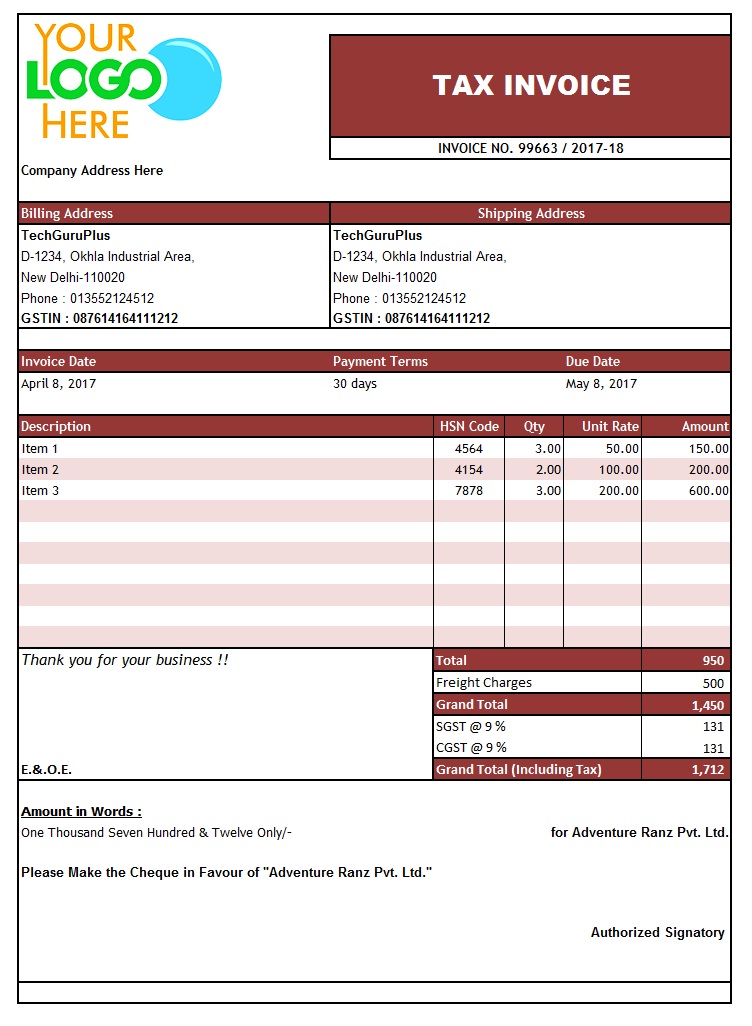 YOUR
LOGO
HERE
TAX INVOICE
INVOICE NO. 99663 / 2017-18
Company Address Here
Billing Address Shipping Address
TechGuruPlus TechGuruPlus
D-1234, Okhla Industrial Area, D-1234, Okhla Industrial Area,
New Delhi-110020 New Delhi-110020
Phone : 013552124512 Phone : 013552124512
GSTIN : 087614164111212 GSTIN : 087614164111212
Invoice Date Payment Terms Due Date
April 8, 2017 30 days May 8, 2017
Description HSN Code Qty Unit Rate Amount
Item 1 4564 3.00 50.00 150.00
Item 2 4154 2.00 100.00 200.00
Item 3 7878 3.00 200.00 600.00
Thank you for your business !! Total 950
Freight Charges 500
Grand Total 1,450
SGST @ 9 % 131
CGST @ 9 % 131
E.&.O.E. Grand Total (Including Tax) 1,712
Amount in Words :
One Thousand Seven Hundred & Twelve Only/- for Adventure Ranz Pvt. Ltd.
Please Make the Cheque in Favour of "Adventure Ranz Pvt. Ltd."
Authorized Signatory